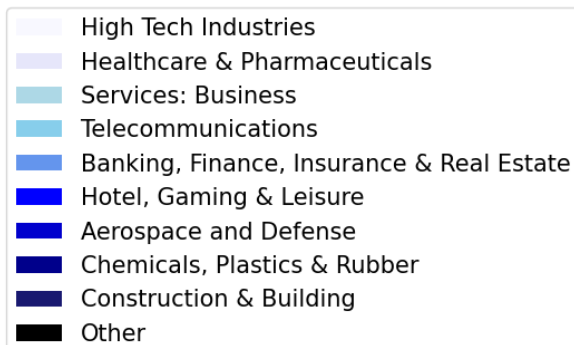 High Tech Industries
Healthcare & Pharmaceuticals
Services: Business
Telecommunications
Banking, Finance, Insurance & Real Estate
Hotel, Gaming & Leisure
Aerospace and Defense
Chemicals, Plastics & Rubber
Construction & Building
Other